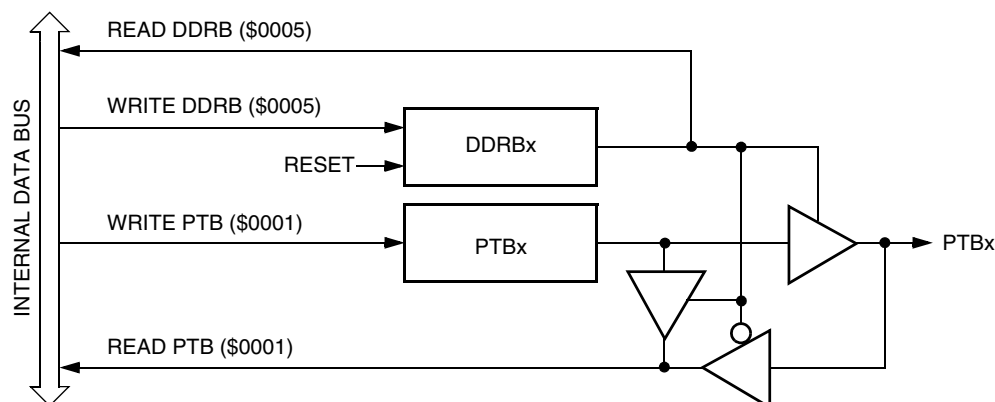 READ DDRB ($0005)
WRITE DDRB ($0005)
DDRBx
RESET
WRITE PTB ($0001)
PTBx
PTBx
READ PTB ($0001)
INTERNAL DATA BUS